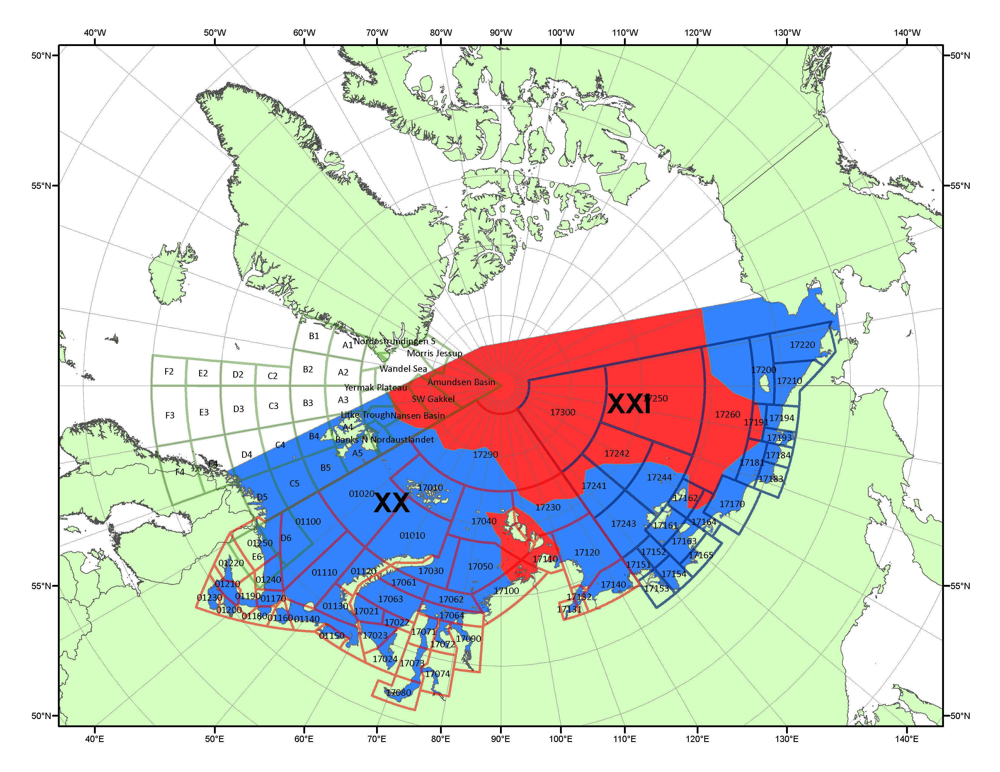 40°W 50°W 60°W 70°W 80°W 90°W 100°W 110°W 120°W 130°W 140°W
50°N 50°N
55°N 55°N
B1
A1 Nordostrundingen S
Morris Jessup
17220
F2 E2 D2 C2 B2 A2 Wandel Sea 17200
Amundsen Basin 17210
Yermak Plateau
A3 SW Gakkel XXI 17250
F3 E3 D3 C3 B3 17300 17260
Litke Trough Nansen Basin 17191 17194
A4
B4 Banks N Nordaustlandet 17193
C4
D4 A5 17290 17242 17184
E4 B5 17181
F4 17244 17183
C5 17010 17241
D5 01020 XX 17162 17170
17230
01100 17040 17243 17161 17164
D6 01010
01250 17163
E6 17120 17152 17165
01220 17110 17151
01110 01120 17030 17050 17154
01240 17061
01210 17140 17153
01230 01190 01170 17063 17062 17100 17132
01200 01130 17021 17131
01180 01160 01140 17022 17064
01150 17023 17071 17090
17072
17024 17073
17074
17080
55°N 55°N
50°N 50°N
40°E 50°E 60°E 70°E 80°E 90°E 100°E 110°E 120°E 130°E 140°E